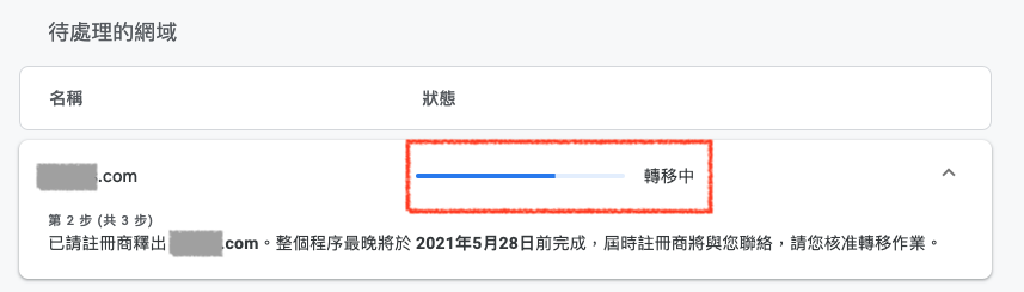 待處理的網域
名稱 狀態
.com 轉移中
第 2 步 (共 3 步)
已請註冊商釋出 .com。整個程序最晚將於 2021年5月28日前完成，屆時註冊商將與您聯絡，請您核准轉移作業。